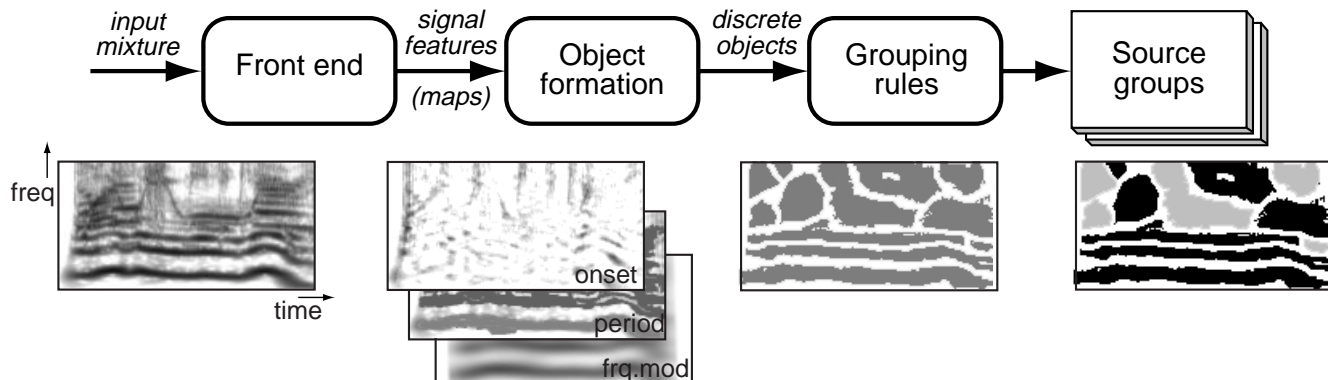 input
mixture
Front end
signal
features
(maps)
Object
formation
discrete
objects
Grouping
rules
Source
groups
freq
time
onset
period
frq.mod